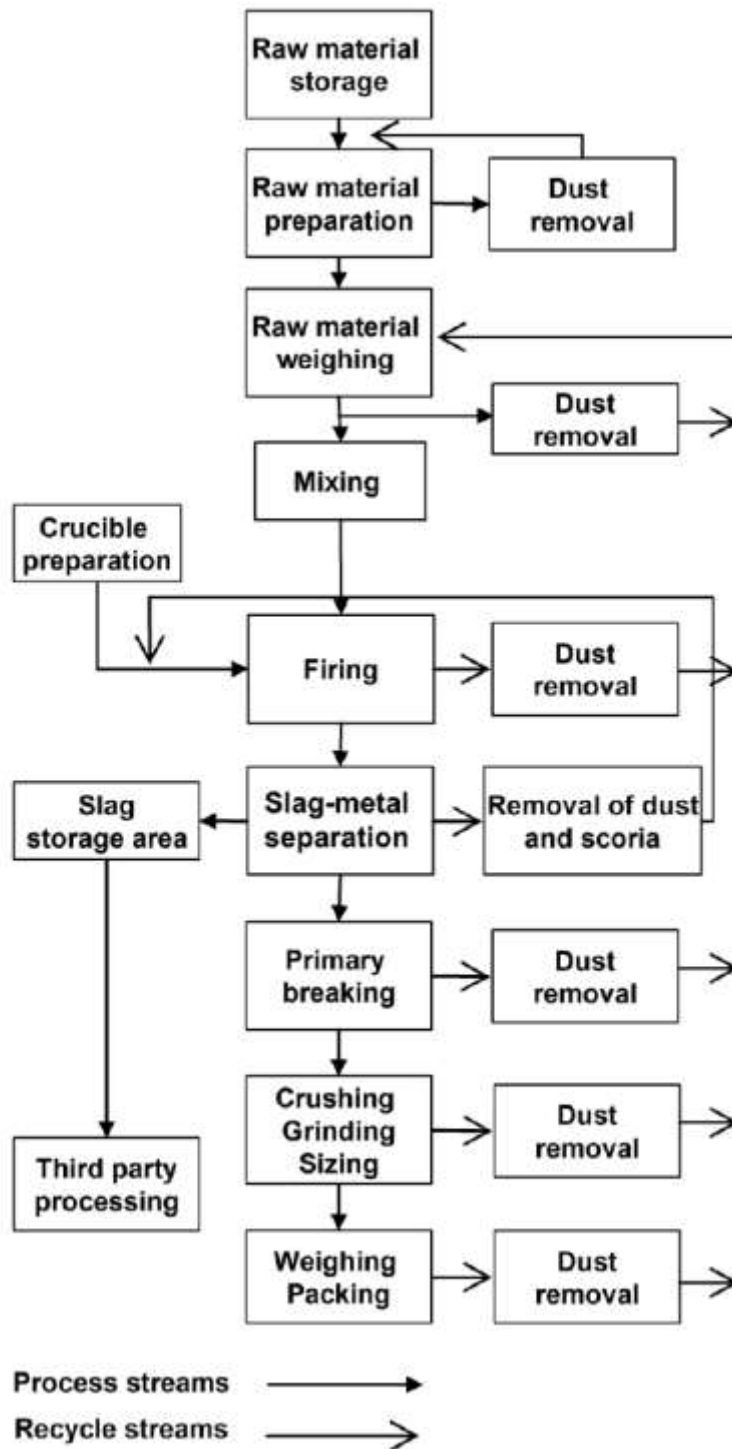 Raw material
storage
Raw material
preparation
Dust
removal
Raw material
weighing
Dust
removal
Mixing
Crucible
preparation
Firing
Dust
removal
Slag
storage area
Slag-metal
separation
Removal of dust
and scoria
Primary
breaking
Dust
removal
Crushing
Grinding
Sizing
Dust
removal
Third party
processing
Weighing
Packing
Dust
removal
Process streams
Recycle streams